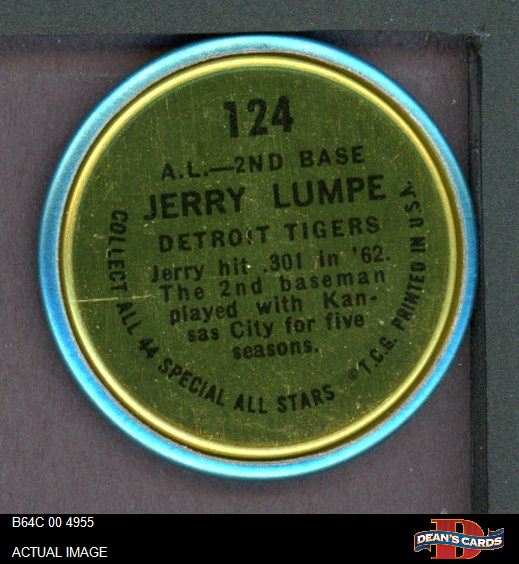 124
A.L.—2ND BASE
JERRY LUMPE
DETROIT TIGERS
Jerry hit .301 in '62.
The 2nd baseman
played with Kan-
sas City for five
seasons.
COLLECT ALL 44 SPECIAL ALL STARS
©T.C.G. PRINTED IN U.S.A.
B64C 00 4955
ACTUAL IMAGE
D
DEAN'S CARDS